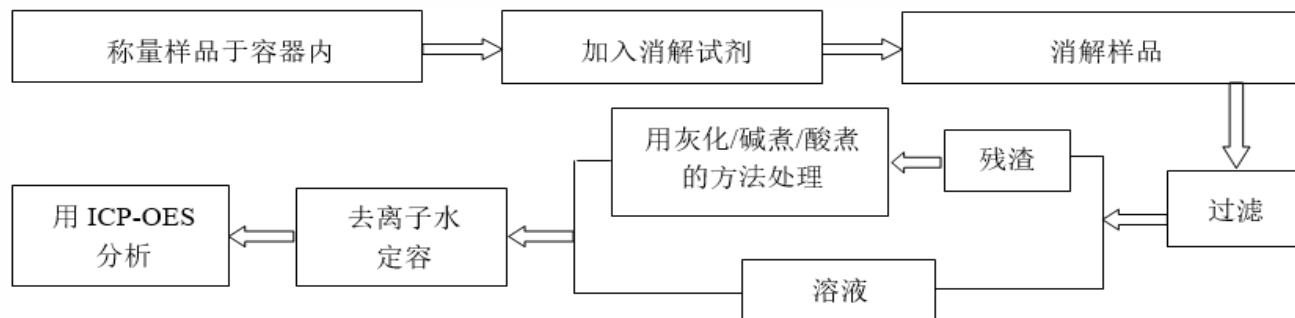 称量样品于容器内
加入消解试剂
消解样品
过滤
残渣
用灰化/碱煮/酸煮
的方法处理
溶液
去离子水
定容
用 ICP-OES
分析